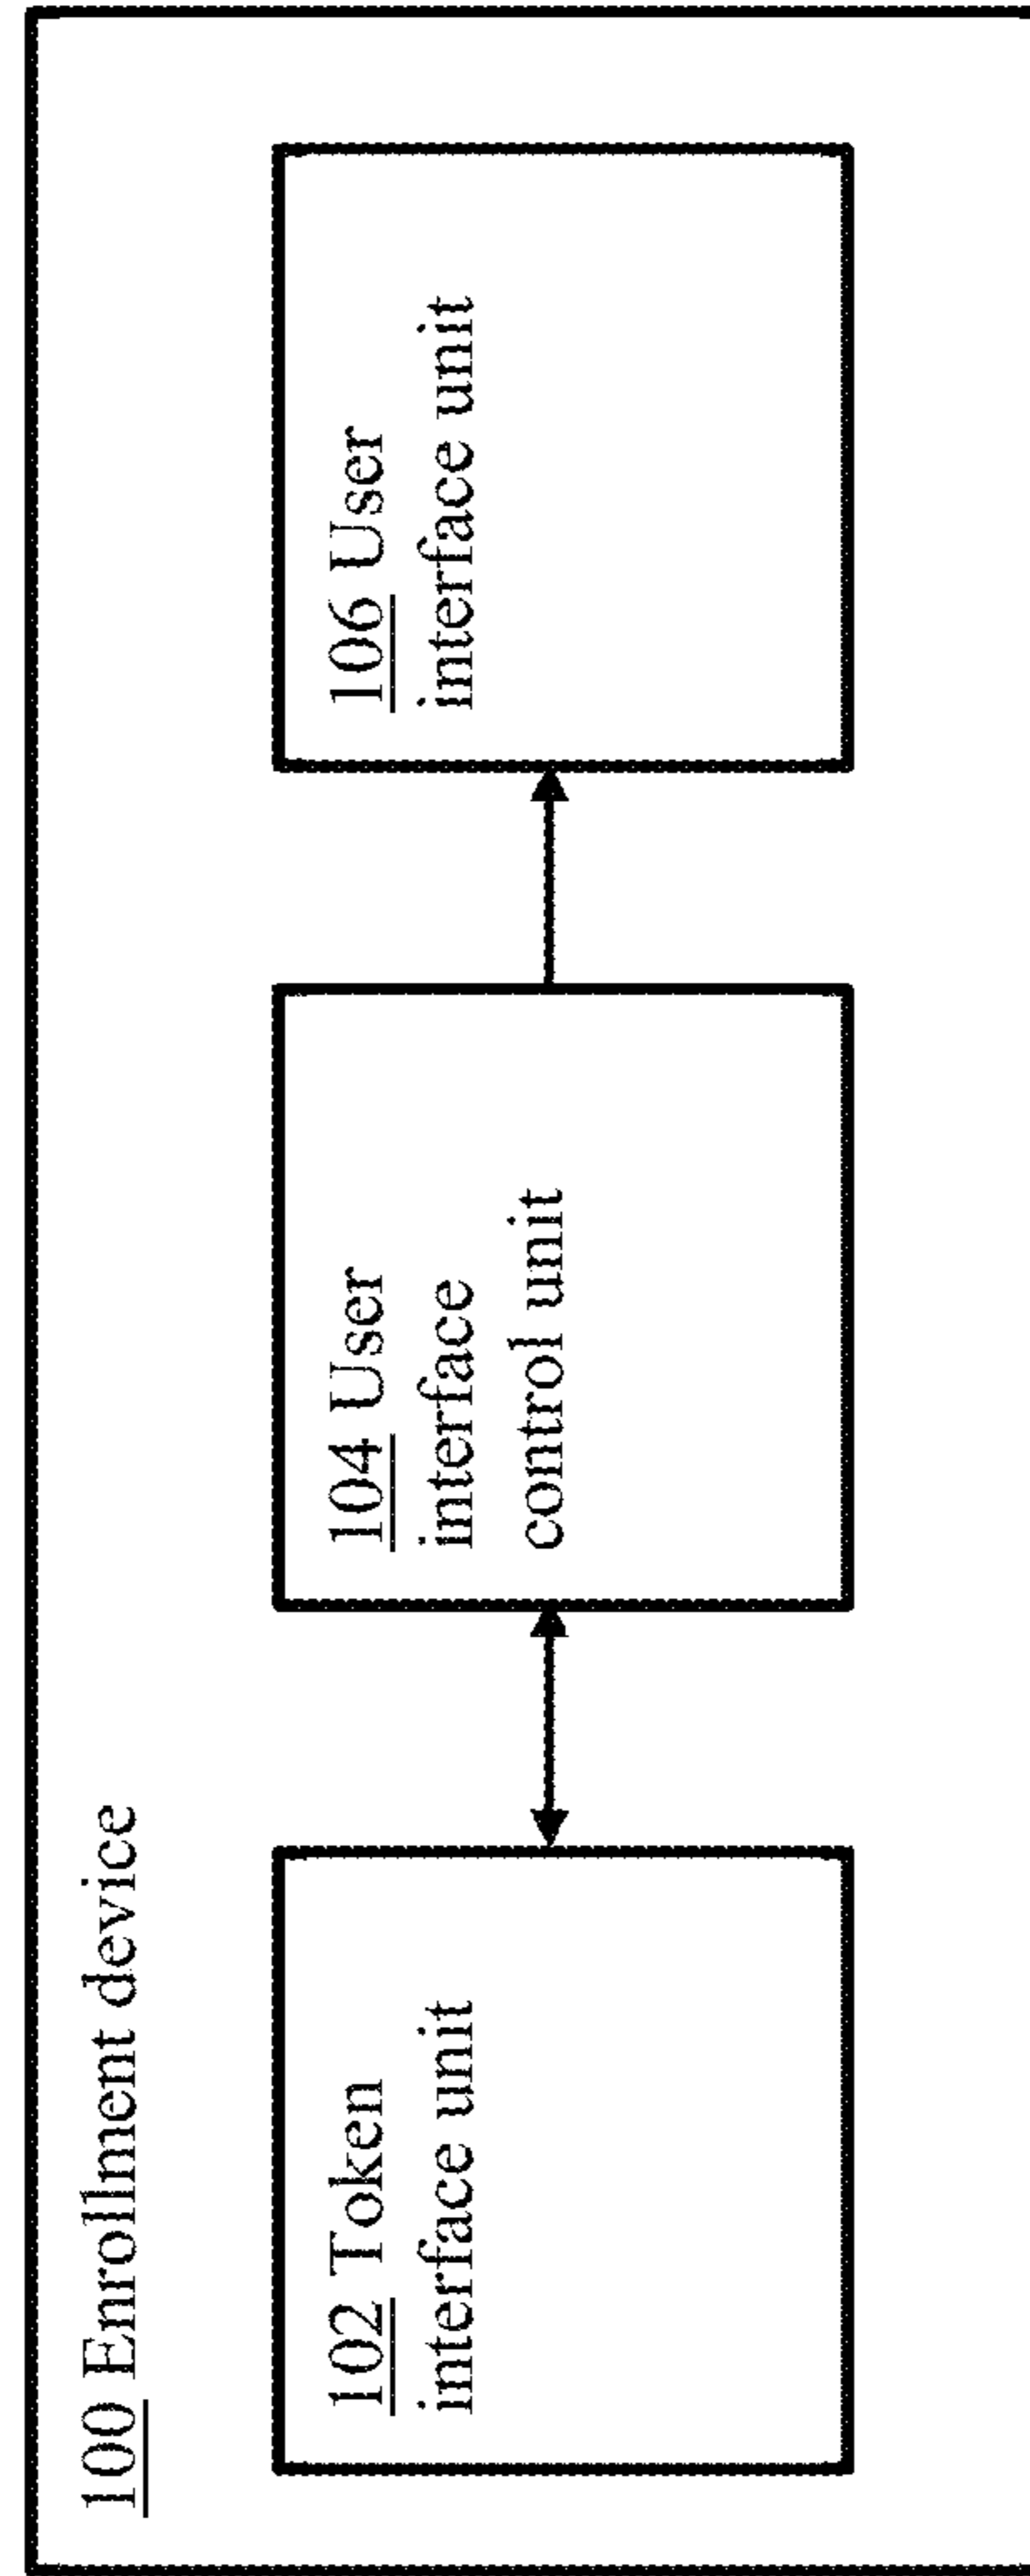 100 Enrollment device
102 Token
interface unit
104 User
interface
control unit
106 User
interface unit